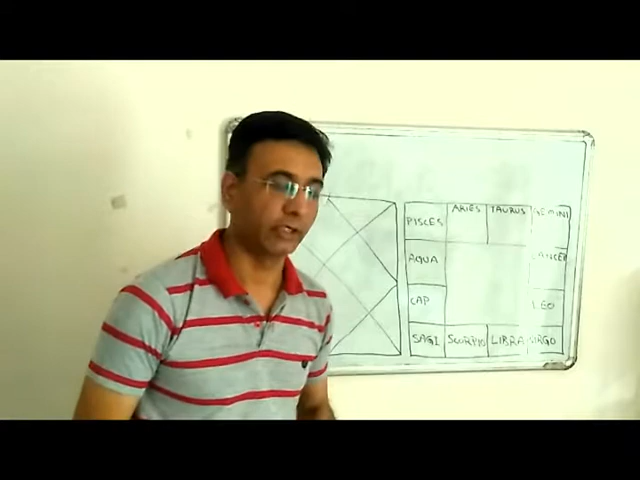 PISCES ARIES TAURUS GEMINI
AQUA CANCER
CAP LEO
SAGI SCORPIO LIBRA VIRGO